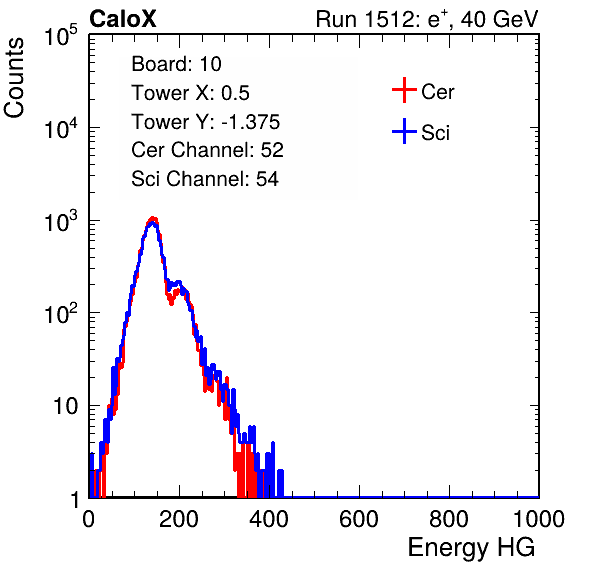 CaloX Run 1512: e+, 40 GeV
Counts
Board: 10
Tower X: 0.5
Tower Y: -1.375
Cer Channel: 52
Sci Channel: 54
Cer
Sci
10^5
10^4
10^3
10^2
10
1
0 200 400 600 800 1000
Energy HG